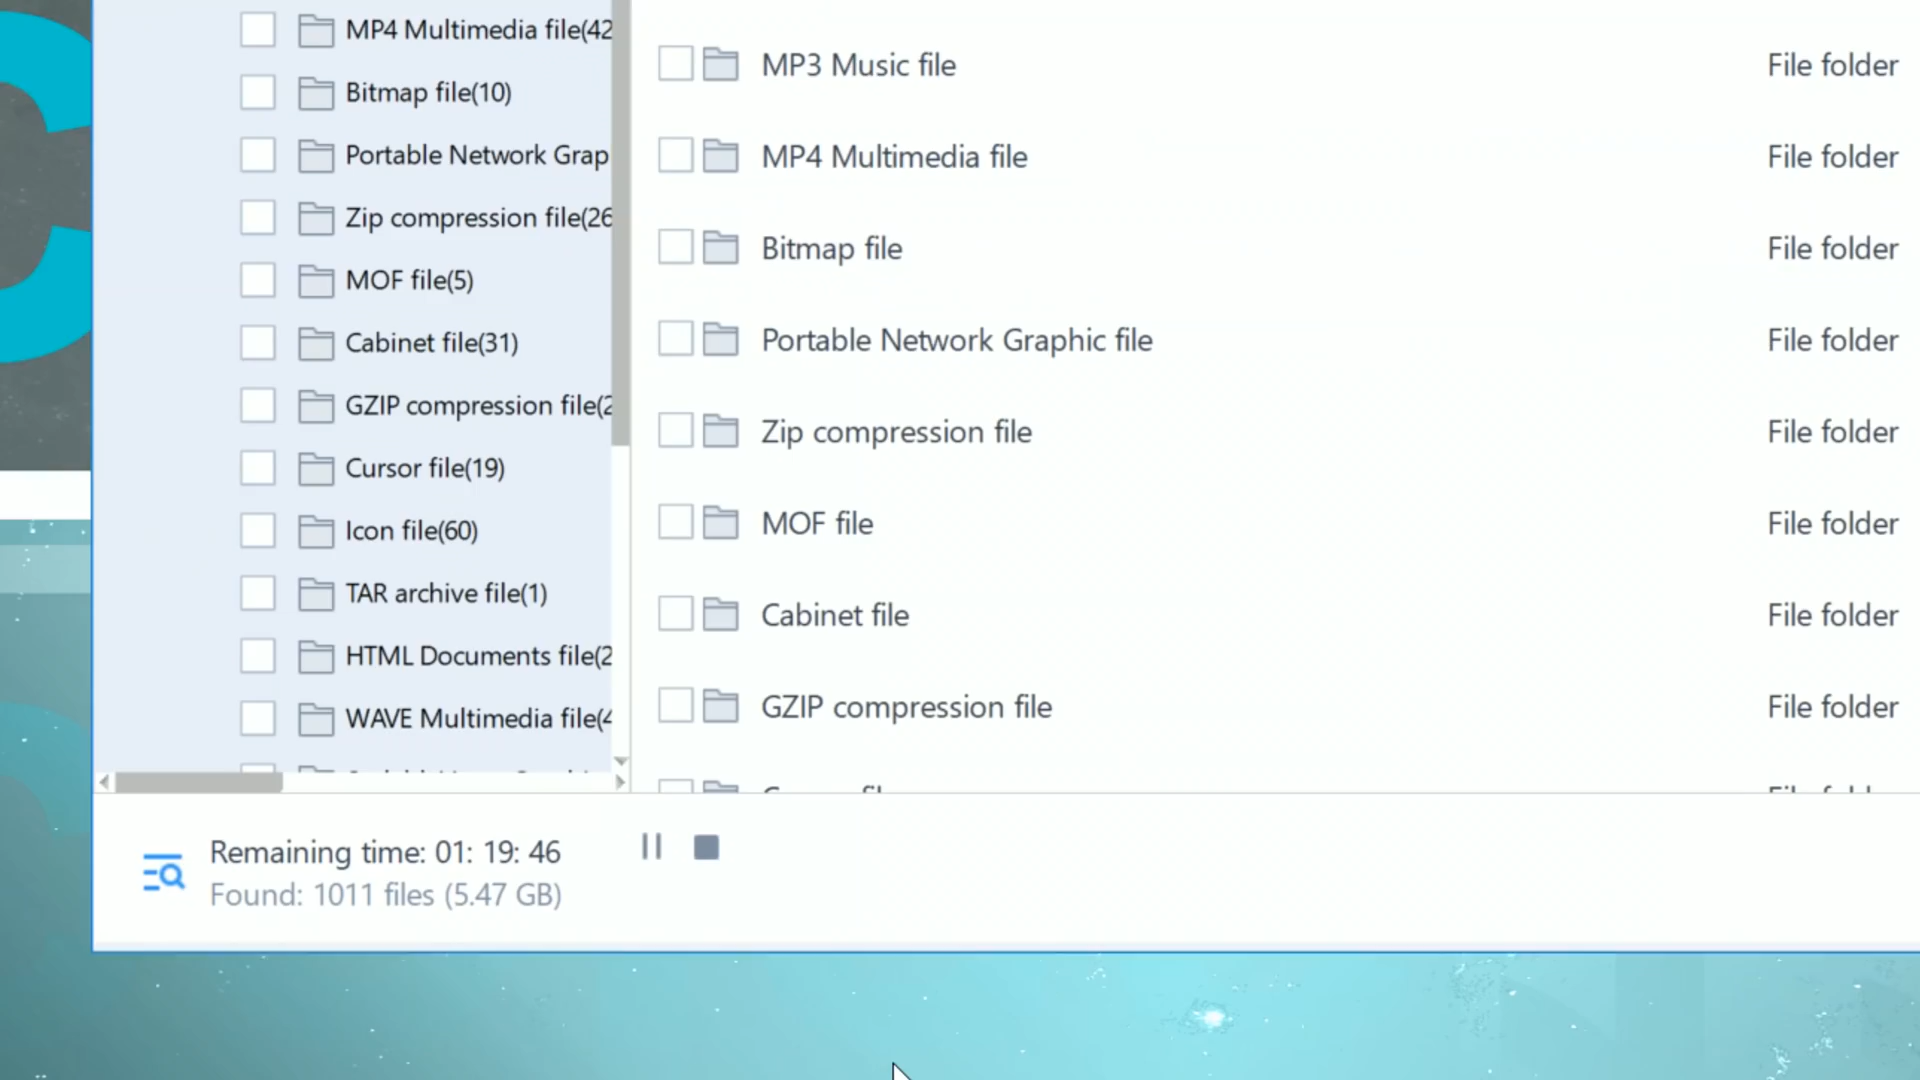 MP4 Multimedia file(42
Bitmap file(10)
Portable Network Grap
Zip compression file(26
MOF file(5)
Cabinet file(31)
GZIP compression file(2
Cursor file(19)
Icon file(60)
TAR archive file(1)
HTML Documents file(2
WAVE Multimedia file(4
MP3 Music file File folder
MP4 Multimedia file File folder
Bitmap file File folder
Portable Network Graphic file File folder
Zip compression file File folder
MOF file File folder
Cabinet file File folder
GZIP compression file File folder
Remaining time: 01: 19: 46
Found: 1011 files (5.47 GB)